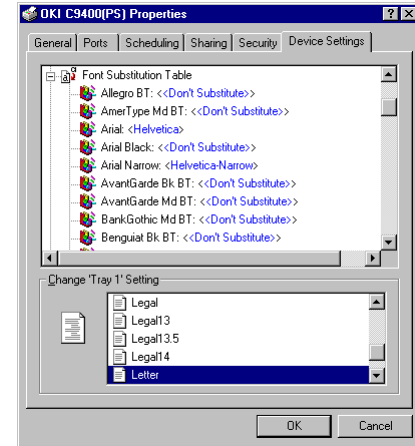 OKI C9400(PS) Properties
General Ports Scheduling Sharing Security Device Settings
Font Substitution Table
Allegro BT: <<Don't Substitute>>
AmerType Md BT: <<Don't Substitute>>
Arial: <Helvetica>
Arial Black: <<Don't Substitute>>
Arial Narrow: <Helvetica-Narrow>
AvantGarde Bk BT: <<Don't Substitute>>
AvantGarde Md BT: <<Don't Substitute>>
BankGothic Md BT: <<Don't Substitute>>
Benguiat Bk BT: <<Don't Substitute>>
Change 'Tray 1' Setting
Legal
Legal13
Legal13.5
Legal14
Letter
OK Cancel